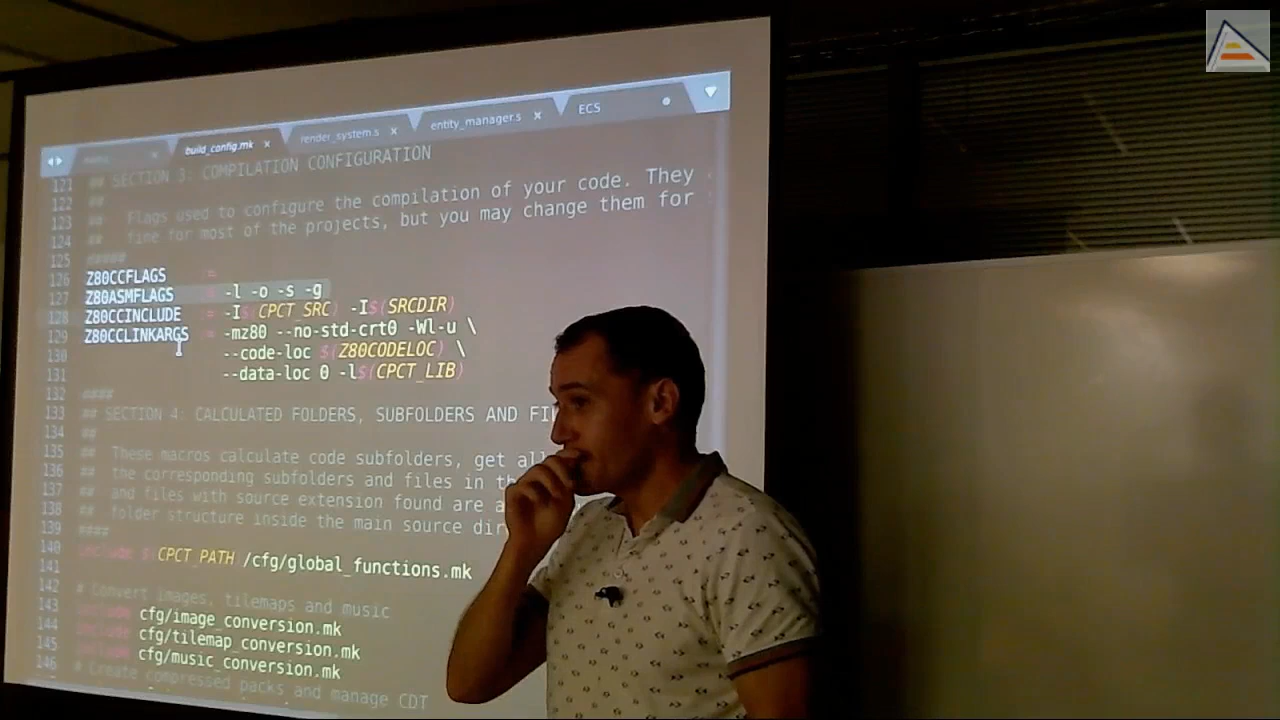 build_config.mk × render_system.s × entity_manager.s × ECS
121 ## SECTION 3: COMPILATION CONFIGURATION
122 ##
123 ## Flags used to configure the compilation of your code. They
124 ## fine for most of the projects, but you may change them for
125 #####
126 Z80CCFLAGS :=
127 Z80ASMFLAGS := -l -o -s -g
128 Z80CCINCLUDE := -I$(CPCT_SRC) -I$(SRCDIR)
129 Z80CCLINKARGS := -mz80 --no-std-crt0 -Wl-u \
130 --code-loc $(Z80CODELOC) \
131 --data-loc 0 -l$(CPCT_LIB)
132 ####
133 ## SECTION 4: CALCULATED FOLDERS, SUBFOLDERS AND FI
134 ##
135 ## These macros calculate code subfolders, get all
136 ## the corresponding subfolders and files in th
137 ## and files with source extension found are a
138 ## folder structure inside the main source dir
139 ####
140 include $(CPCT_PATH)/cfg/global_functions.mk
141
142 # Convert images, tilemaps and music
143 include cfg/image_conversion.mk
144 include cfg/tilemap_conversion.mk
145 include cfg/music_conversion.mk
146 # Create compressed packs and manage CDT